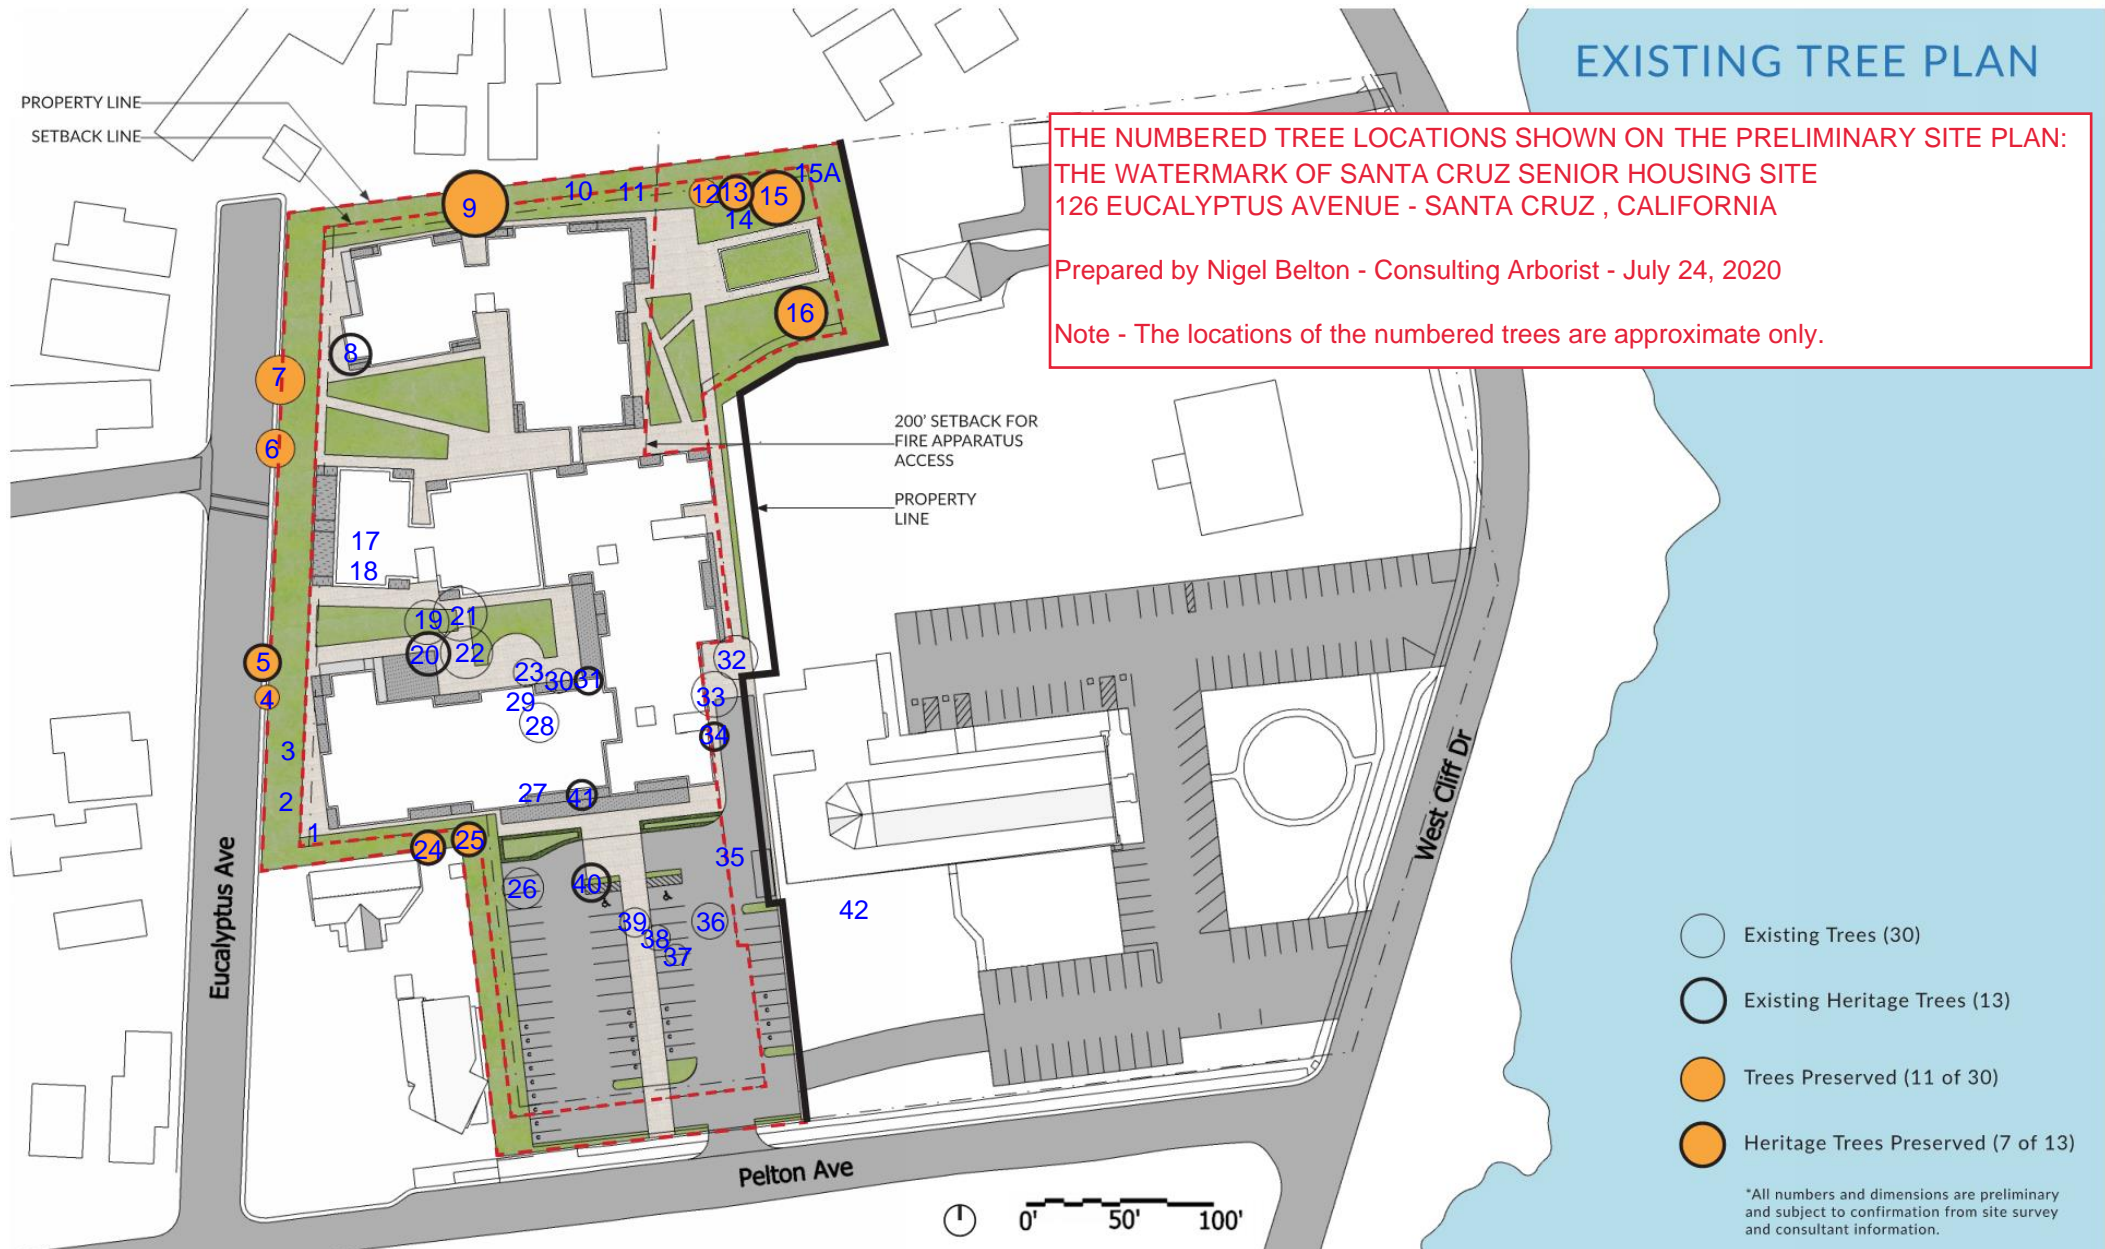 EXISTING TREE PLAN
PROPERTY LINE
SETBACK LINE
THE NUMBERED TREE LOCATIONS SHOWN ON THE PRELIMINARY SITE PLAN:
THE WATERMARK OF SANTA CRUZ SENIOR HOUSING SITE
126 EUCALYPTUS AVENUE - SANTA CRUZ , CALIFORNIA
Prepared by Nigel Belton - Consulting Arborist - July 24, 2020
Note - The locations of the numbered trees are approximate only.
9
10
11
12
13
14
15
15A
16
8
7
6
200' SETBACK FOR
FIRE APPARATUS
ACCESS
PROPERTY
LINE
17
18
19
21
20
22
23
30
31
29
28
32
33
34
5
4
3
2
1
27
41
24
25
26
40
35
39
38
37
36
42
Eucalyptus Ave
West Cliff Dr
Pelton Ave
0' 50' 100'
Existing Trees (30)
Existing Heritage Trees (13)
Trees Preserved (11 of 30)
Heritage Trees Preserved (7 of 13)
*All numbers and dimensions are preliminary
and subject to confirmation from site survey
and consultant information.